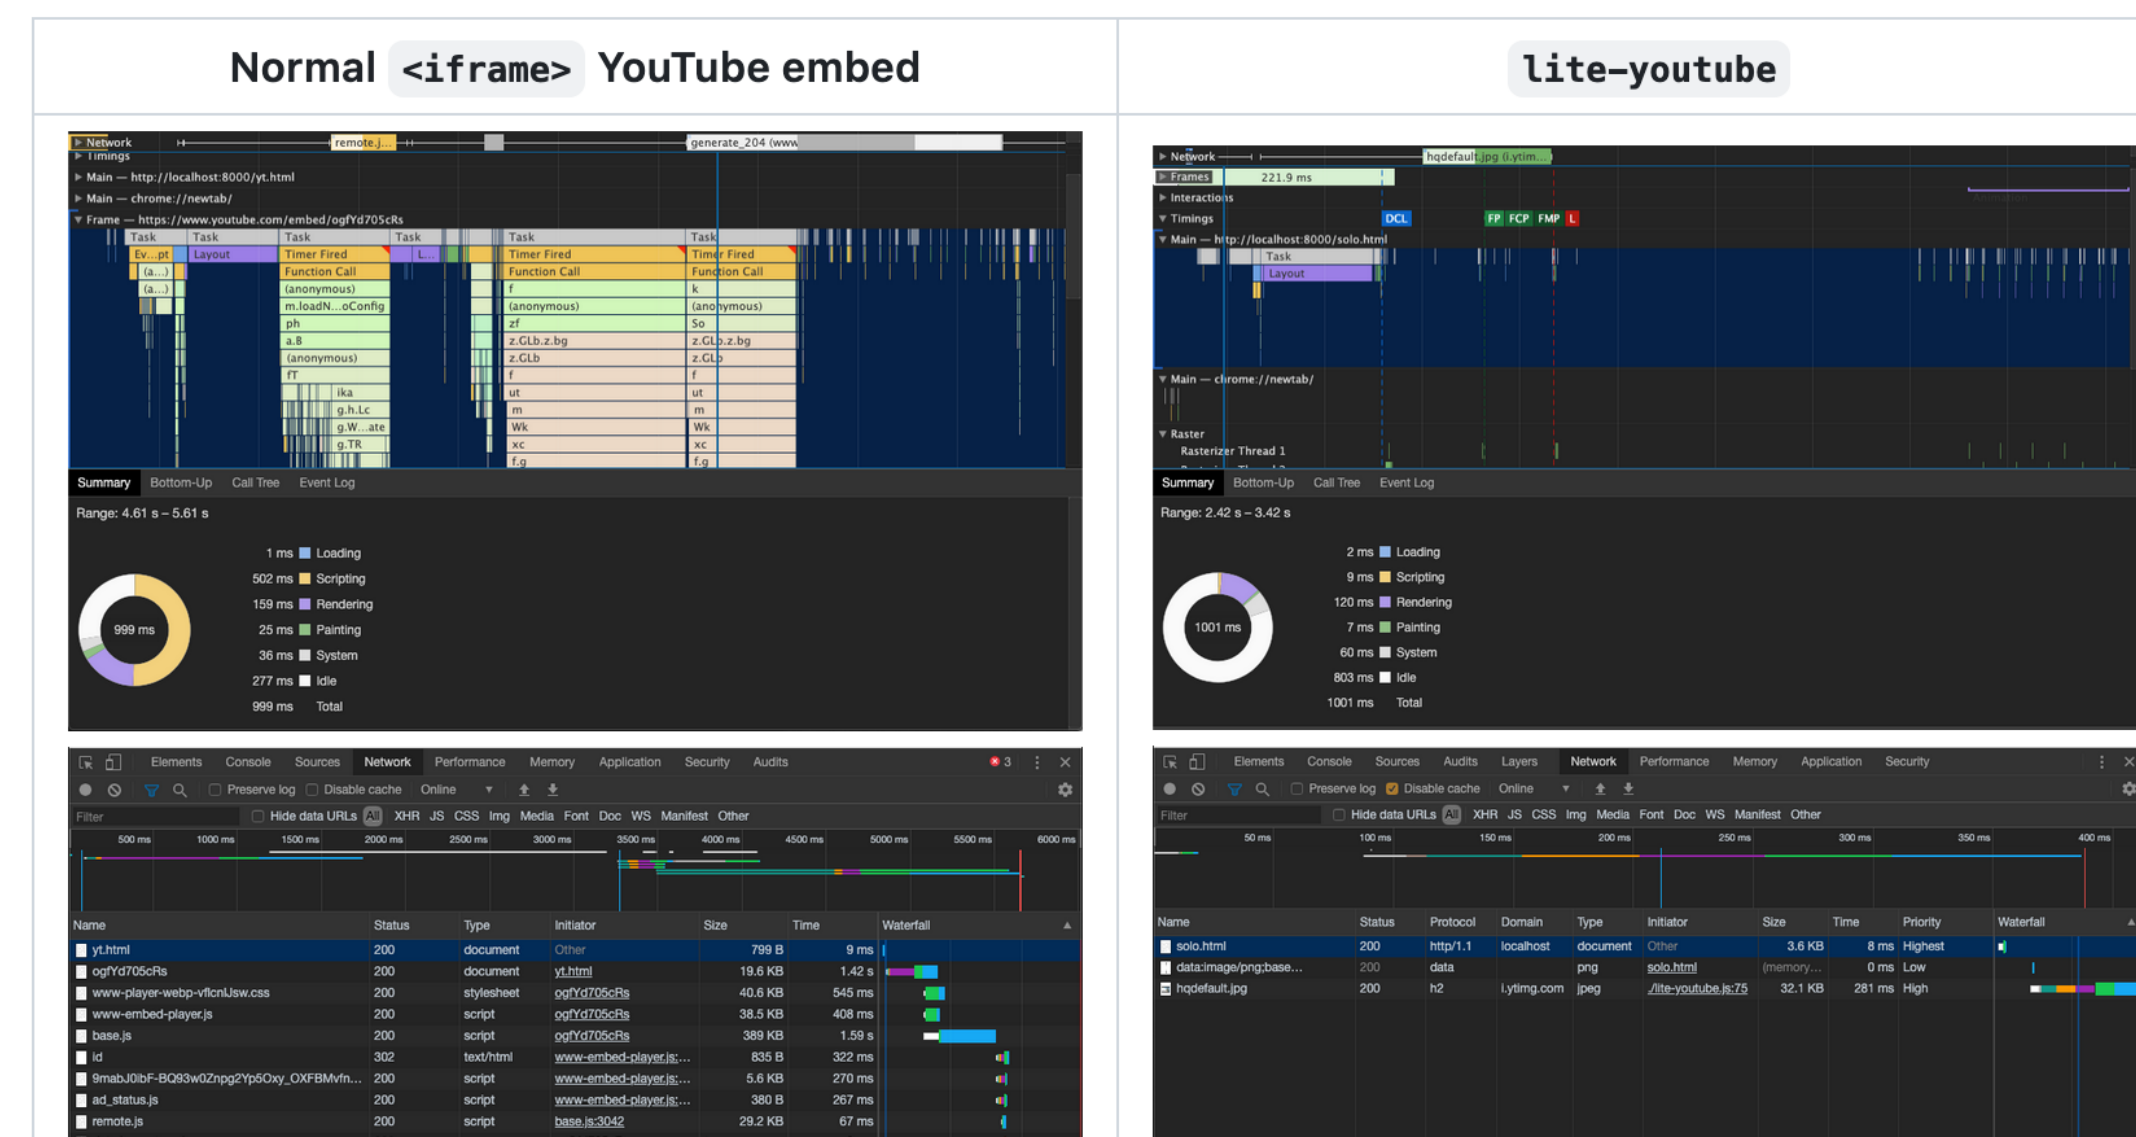 Normal <iframe> YouTube embed
lite-youtube
Network
remote.j...
generate_204 (www
Timings
Main — http://localhost:8000/yt.html
Main — chrome://newtab/
Frame — https://www.youtube.com/embed/ogfYd705cRs
Task Task Task Task Task Task
Ev...pt Layout Timer Fired L... Timer Fired Timer Fired
(a...) Function Call Function Call Function Call
(a...) (anonymous) f k
m.loadN...oConfig (anonymous) (anonymous)
ph zf So
a.B z.GLb.z.bg z.GLb.z.bg
(anonymous) z.GLb z.GLb
fT f f
ika ut ut
g.h.Lc m m
g.W...ate Wk Wk
g.TR xc xc
f.g f.g
Summary Bottom-Up Call Tree Event Log
Range: 4.61 s – 5.61 s
1 ms Loading
502 ms Scripting
159 ms Rendering
999 ms
25 ms Painting
36 ms System
277 ms Idle
999 ms Total
Network
hqdefault.jpg (i.ytim...
Frames 221.9 ms
Interactions
Animation
Timings DCL FP FCP FMP L
Main — http://localhost:8000/solo.html
Task
Layout
Main — chrome://newtab/
Raster
Rasterizer Thread 1
Summary Bottom-Up Call Tree Event Log
Range: 2.42 s – 3.42 s
2 ms Loading
9 ms Scripting
120 ms Rendering
1001 ms
7 ms Painting
60 ms System
803 ms Idle
1001 ms Total
Elements Console Sources Network Performance Memory Application Security Audits 3
Preserve log Disable cache Online
Filter Hide data URLs All XHR JS CSS Img Media Font Doc WS Manifest Other
500 ms 1000 ms 1500 ms 2000 ms 2500 ms 3000 ms 3500 ms 4000 ms 4500 ms 5000 ms 5500 ms 6000 ms
Name Status Type Initiator Size Time Waterfall
yt.html 200 document Other 799 B 9 ms
ogfYd705cRs 200 document yt.html 19.6 KB 1.42 s
www-player-webp-vflcnlJsw.css 200 stylesheet ogfYd705cRs 40.6 KB 545 ms
www-embed-player.js 200 script ogfYd705cRs 38.5 KB 408 ms
base.js 200 script ogfYd705cRs 389 KB 1.59 s
id 302 text/html www-embed-player.js:... 835 B 322 ms
9mabJ0ibF-BQ93w0Znpg2Yp5Oxy_OXFBMvfn... 200 script www-embed-player.js:... 5.6 KB 270 ms
ad_status.js 200 script www-embed-player.js:... 380 B 267 ms
remote.js 200 script base.js:3042 29.2 KB 67 ms
Elements Console Sources Audits Layers Network Performance Memory Application Security
Preserve log Disable cache Online
Filter Hide data URLs All XHR JS CSS Img Media Font Doc WS Manifest Other
50 ms 100 ms 150 ms 200 ms 250 ms 300 ms 350 ms 400 ms
Name Status Protocol Domain Type Initiator Size Time Priority Waterfall
solo.html 200 http/1.1 localhost document Other 3.6 KB 8 ms Highest
data:image/png;base... 200 data png solo.html (memory... 0 ms Low
hqdefault.jpg 200 h2 i.ytimg.com jpeg ./lite-youtube.js:75 32.1 KB 281 ms High